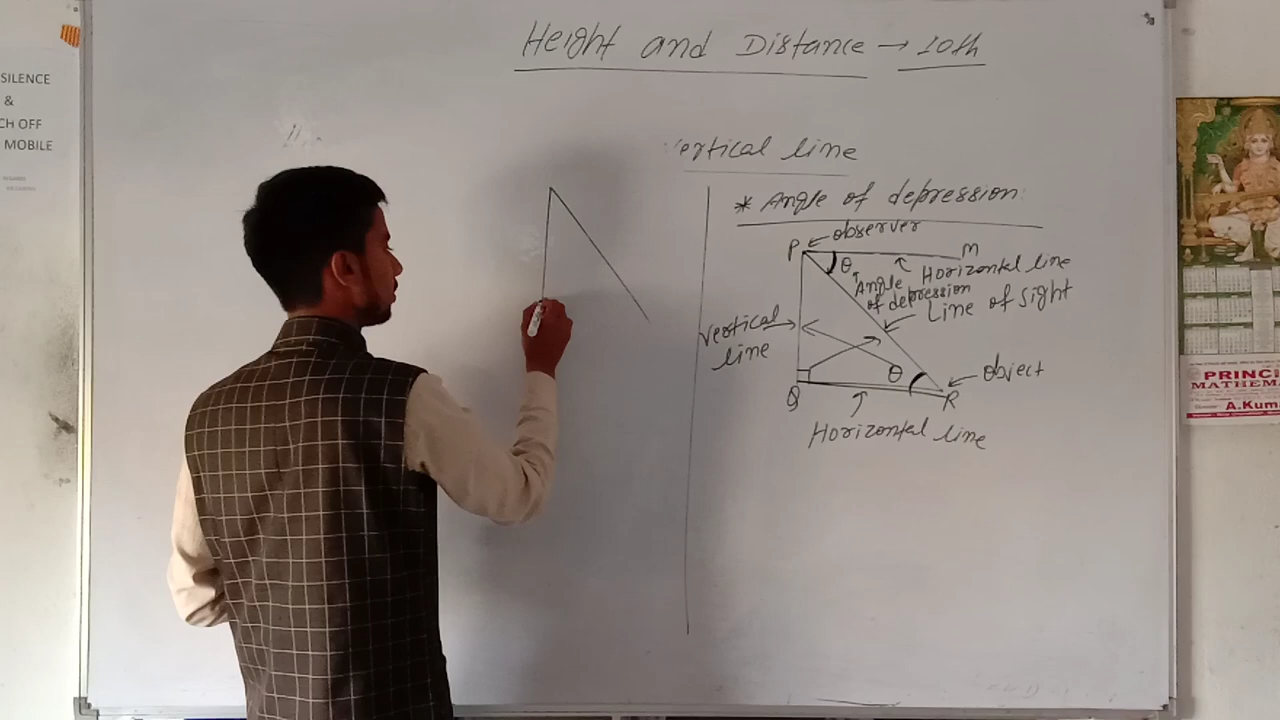 SILENCE
&
CH OFF
MOBILE
Height and Distance → 10th
vertical line
* Angle of depression:
P ← observer
M
θ
Horizontal line
Angle
of depression
Line of sight
vertical
line
θ
object
Q
R
Horizontal line
PRINCI
MATHEMA
A.Kum